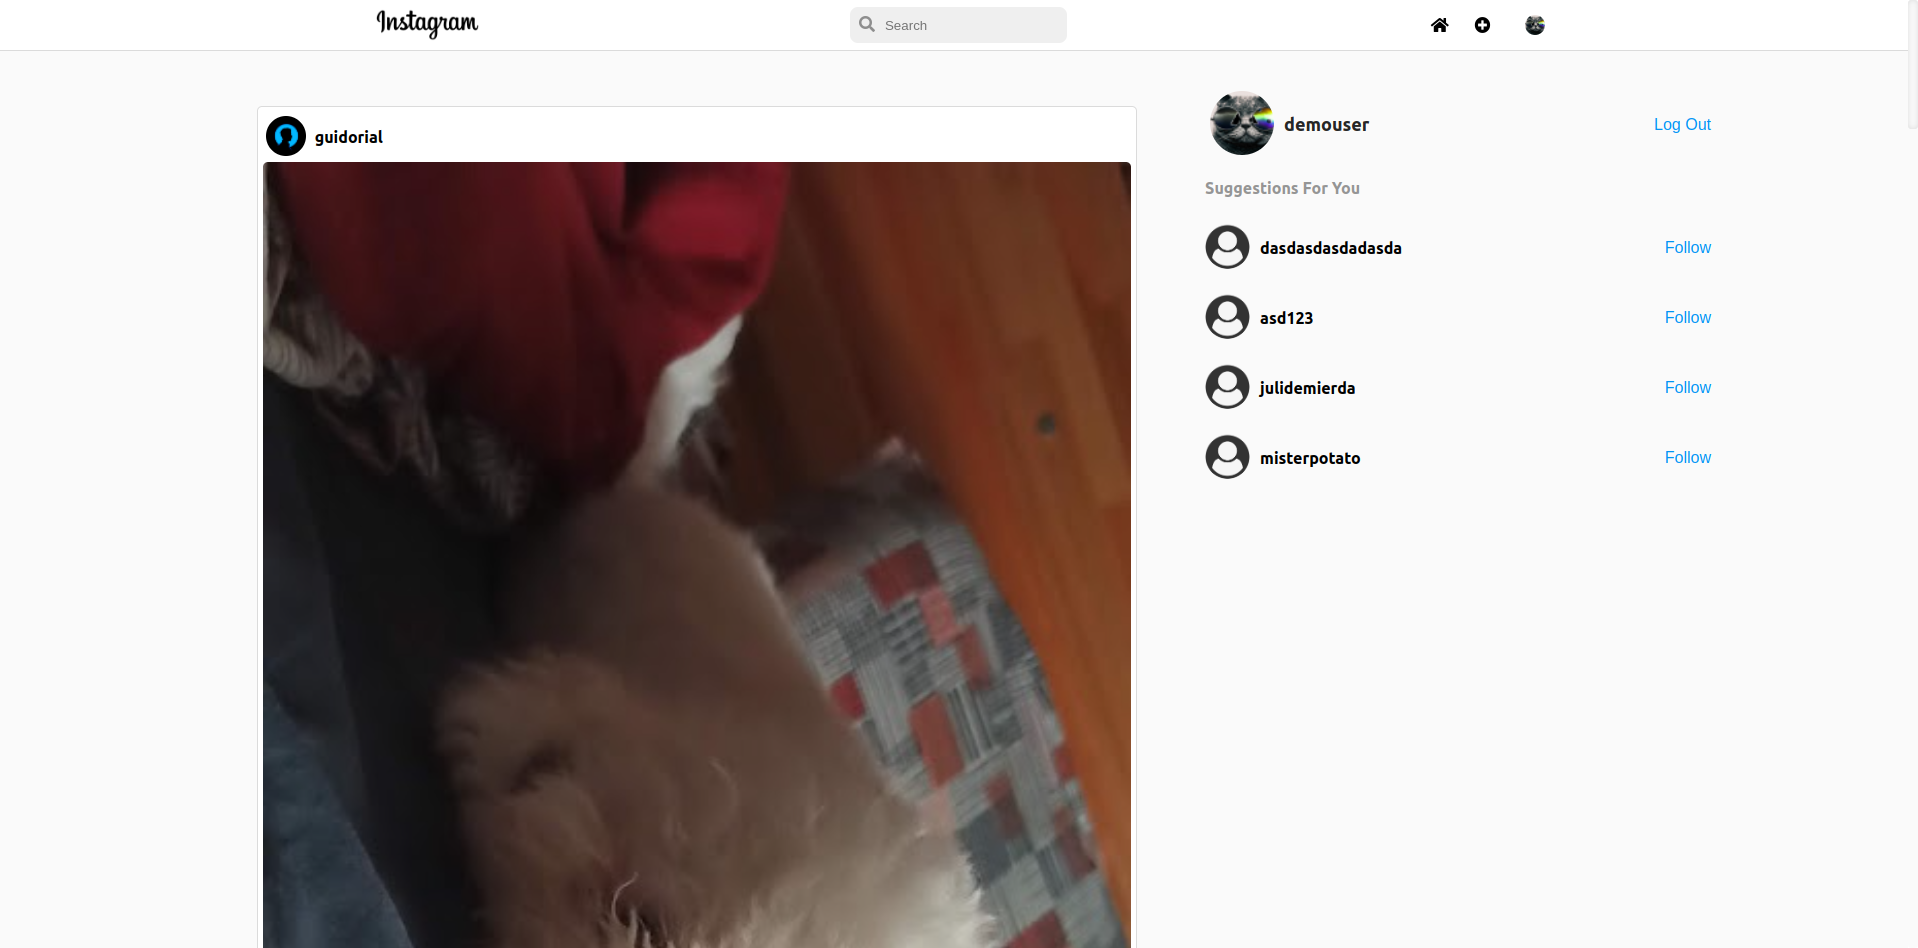 Instagram
Search
guidorial
demouser
Log Out
Suggestions For You
dasdasdasdadasda
Follow
asd123
Follow
julidemierda
Follow
misterpotato
Follow